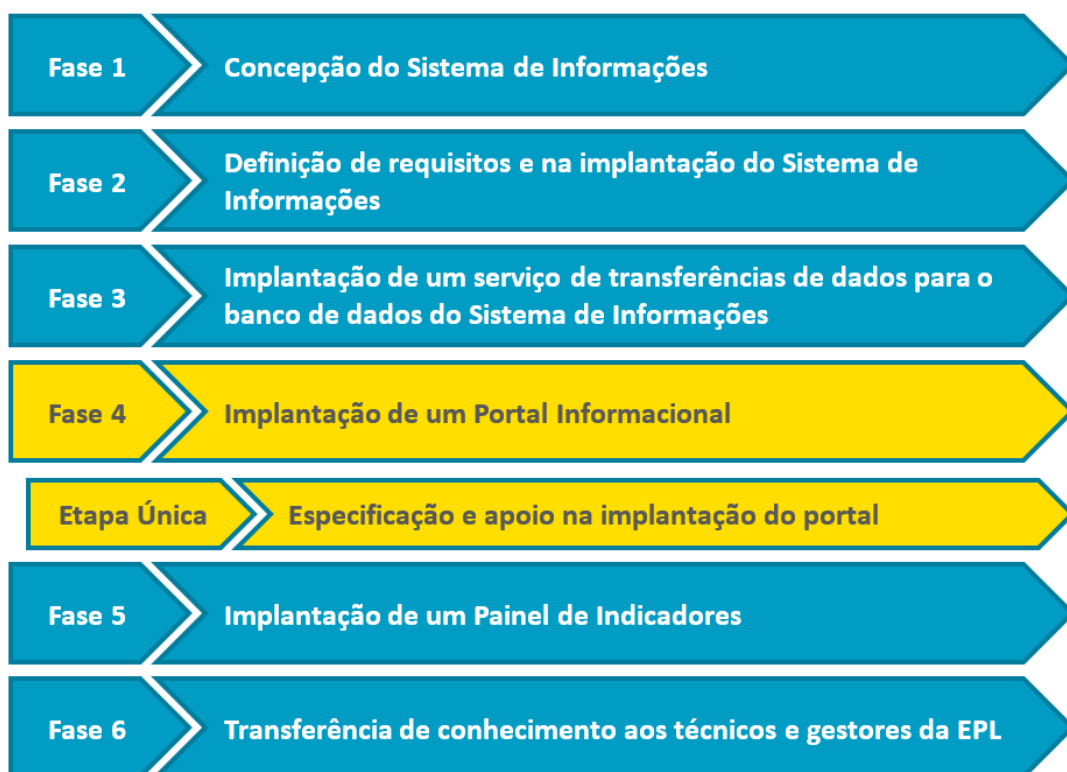 Fase 1
Concepção do Sistema de Informações
Fase 2
Definição de requisitos e na implantação do Sistema de
Informações
Fase 3
Implantação de um serviço de transferências de dados para o
banco de dados do Sistema de Informações
Fase 4
Implantação de um Portal Informacional
Etapa Única
Especificação e apoio na implantação do portal
Fase 5
Implantação de um Painel de Indicadores
Fase 6
Transferência de conhecimento aos técnicos e gestores da EPL